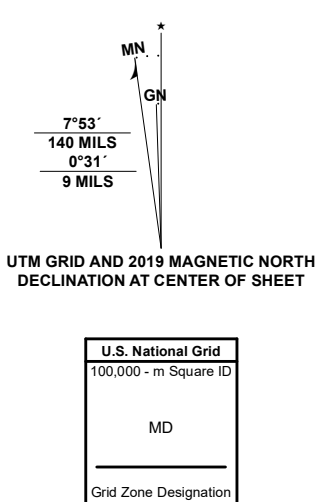 ★
MN
GN
7°53´
140 MILS
0°31´
9 MILS
UTM GRID AND 2019 MAGNETIC NORTH
DECLINATION AT CENTER OF SHEET
U.S. National Grid
100,000 - m Square ID
MD
Grid Zone Designation